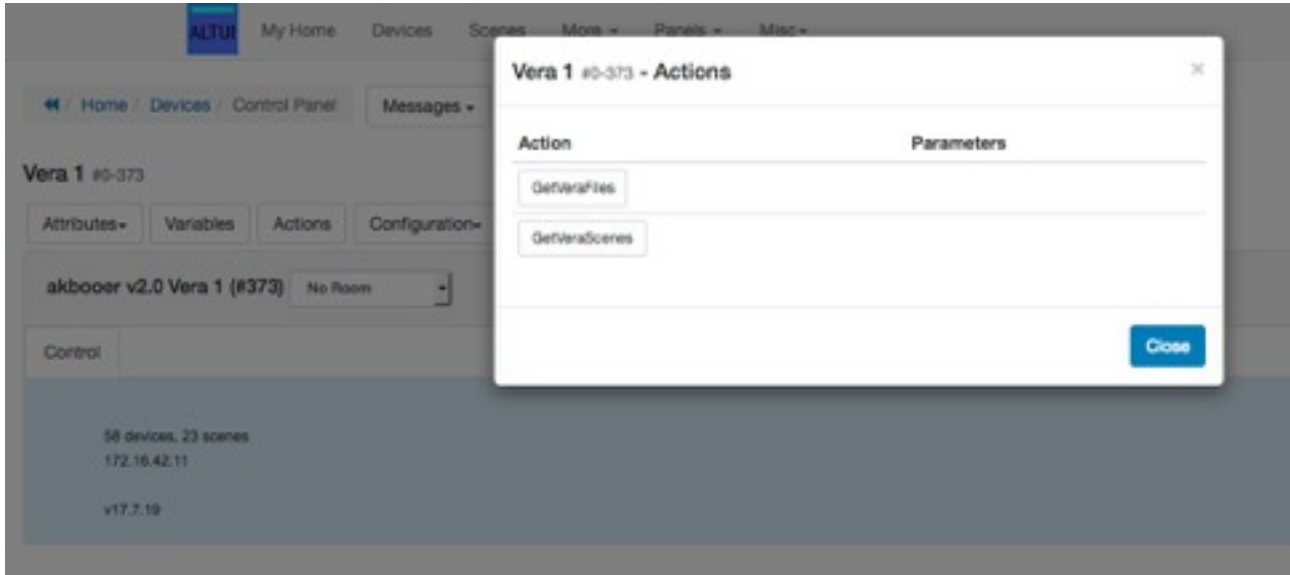 ALTUI My Home Devices Scenes More Panels Misc
Vera 1 #0-373 - Actions ×
/ Home / Devices / Control Panel Messages
Action Parameters
Vera 1 #0-373
GetVeraFiles
Attributes Variables Actions Configuration
GetVeraScenes
akbooer v2.0 Vera 1 (#373) No Room
Control
Close
58 devices, 23 scenes
172.16.42.11
v17.7.19